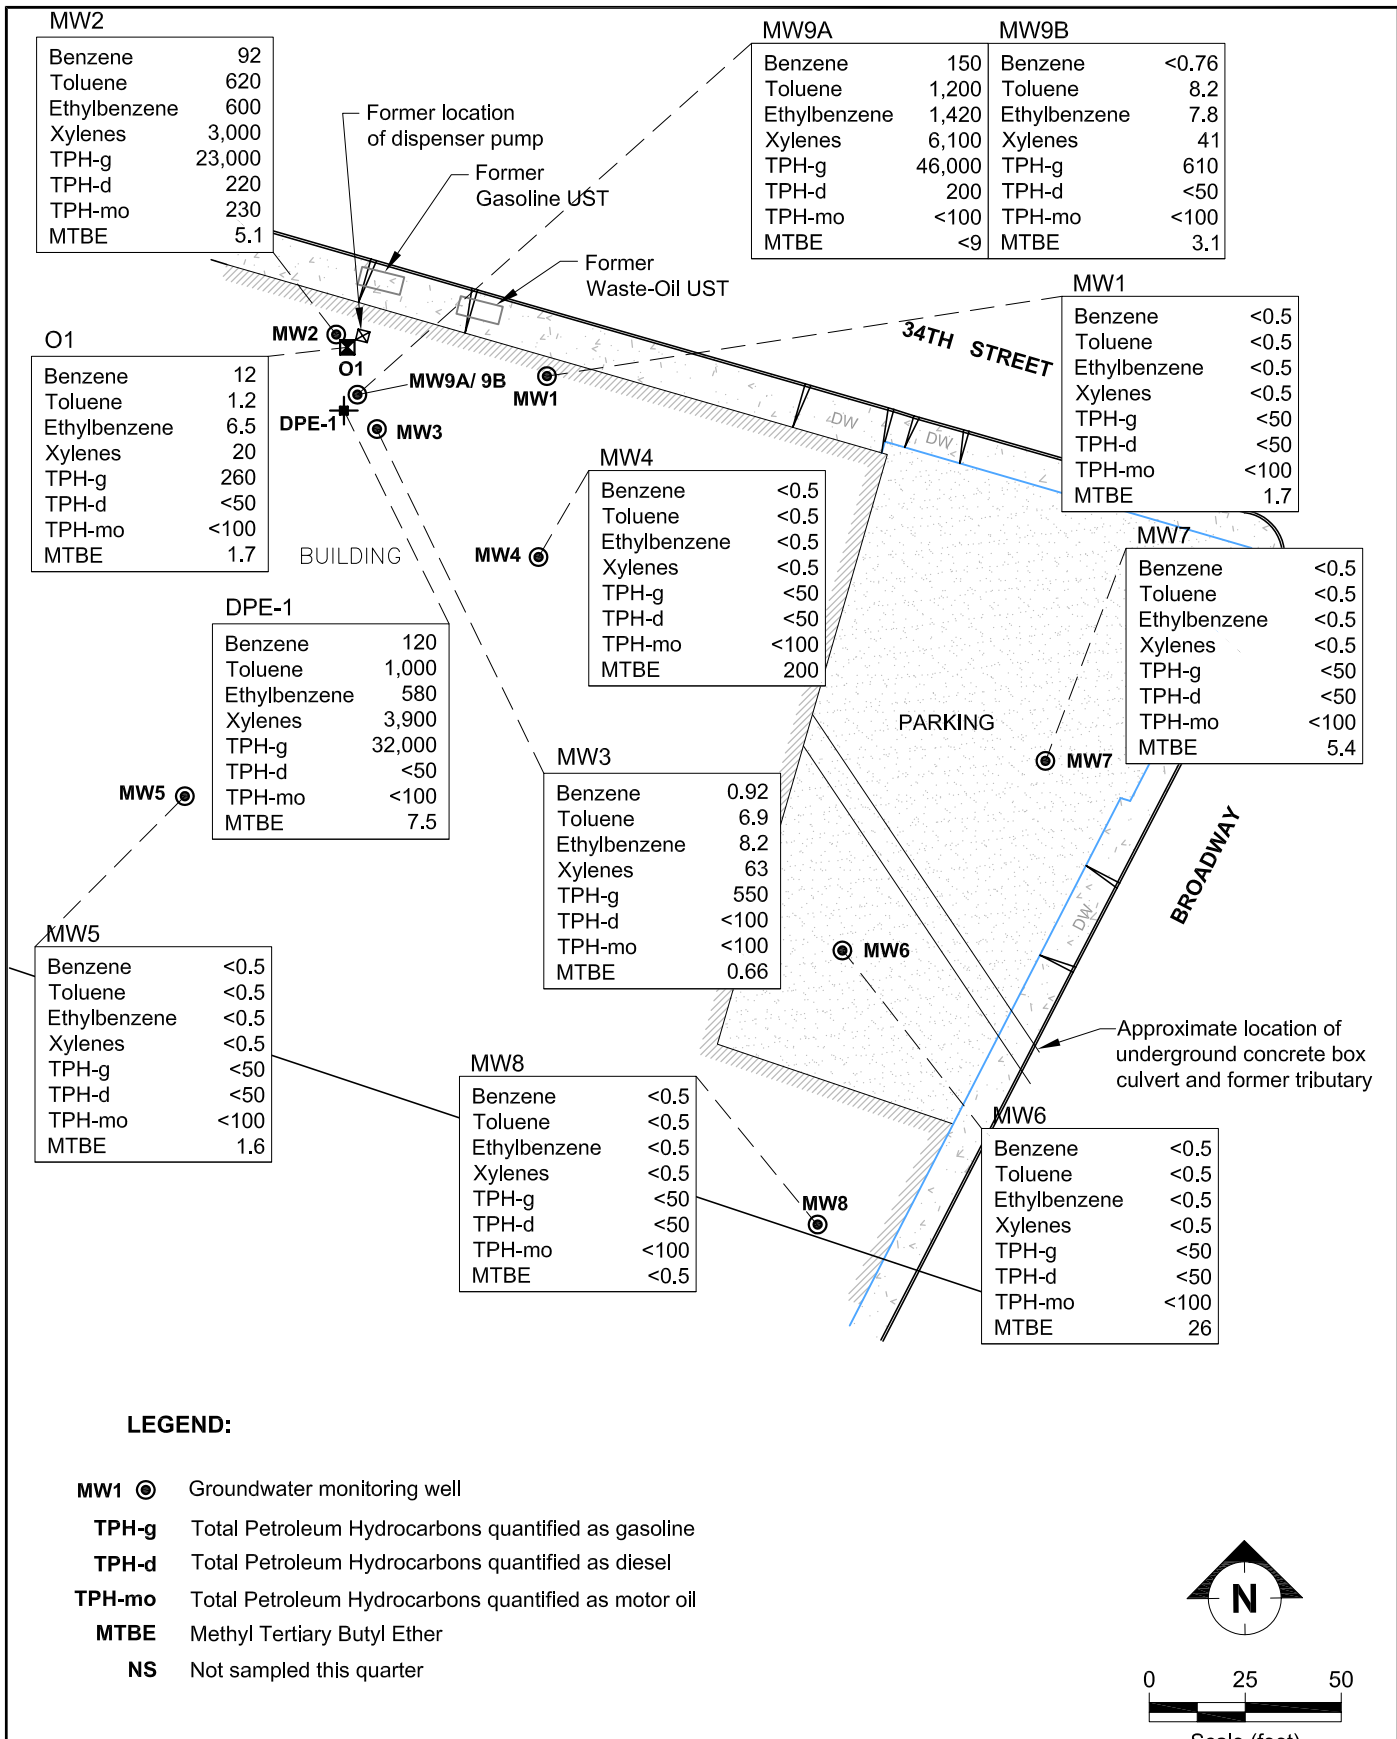 MW2
Benzene 92
Toluene 620
Ethylbenzene 600
Xylenes 3,000
TPH-g 23,000
TPH-d 220
TPH-mo 230
MTBE 5.1
MW9A
Benzene 150
Toluene 1,200
Ethylbenzene 1,420
Xylenes 6,100
TPH-g 46,000
TPH-d 200
TPH-mo <100
MTBE <9
MW9B
Benzene <0.76
Toluene 8.2
Ethylbenzene 7.8
Xylenes 41
TPH-g 610
TPH-d <50
TPH-mo <100
MTBE 3.1
Former location
of dispenser pump
Former
Gasoline UST
Former
Waste-Oil UST
MW1
Benzene <0.5
Toluene <0.5
Ethylbenzene <0.5
Xylenes <0.5
TPH-g <50
TPH-d <50
TPH-mo <100
MTBE 1.7
34TH STREET
O1
Benzene 12
Toluene 1.2
Ethylbenzene 6.5
Xylenes 20
TPH-g 260
TPH-d <50
TPH-mo <100
MTBE 1.7
MW2
O1
MW9A/ 9B
MW1
DPE-1
MW3
DW
DW
MW4
Benzene <0.5
Toluene <0.5
Ethylbenzene <0.5
Xylenes <0.5
TPH-g <50
TPH-d <50
TPH-mo <100
MTBE 200
MW4
BUILDING
MW7
Benzene <0.5
Toluene <0.5
Ethylbenzene <0.5
Xylenes <0.5
TPH-g <50
TPH-d <50
TPH-mo <100
MTBE 5.4
DPE-1
Benzene 120
Toluene 1,000
Ethylbenzene 580
Xylenes 3,900
TPH-g 32,000
TPH-d <50
TPH-mo <100
MTBE 7.5
PARKING
MW7
MW5
MW3
Benzene 0.92
Toluene 6.9
Ethylbenzene 8.2
Xylenes 63
TPH-g 550
TPH-d <100
TPH-mo <100
MTBE 0.66
BROADWAY
DW
MW6
MW5
Benzene <0.5
Toluene <0.5
Ethylbenzene <0.5
Xylenes <0.5
TPH-g <50
TPH-d <50
TPH-mo <100
MTBE 1.6
Approximate location of
underground concrete box
culvert and former tributary
MW8
Benzene <0.5
Toluene <0.5
Ethylbenzene <0.5
Xylenes <0.5
TPH-g <50
TPH-d <50
TPH-mo <100
MTBE <0.5
MW8
MW6
Benzene <0.5
Toluene <0.5
Ethylbenzene <0.5
Xylenes <0.5
TPH-g <50
TPH-d <50
TPH-mo <100
MTBE 26
LEGEND:
MW1 Groundwater monitoring well
TPH-g Total Petroleum Hydrocarbons quantified as gasoline
TPH-d Total Petroleum Hydrocarbons quantified as diesel
TPH-mo Total Petroleum Hydrocarbons quantified as motor oil
MTBE Methyl Tertiary Butyl Ether
NS Not sampled this quarter
N
0 25 50
Scale (feet)